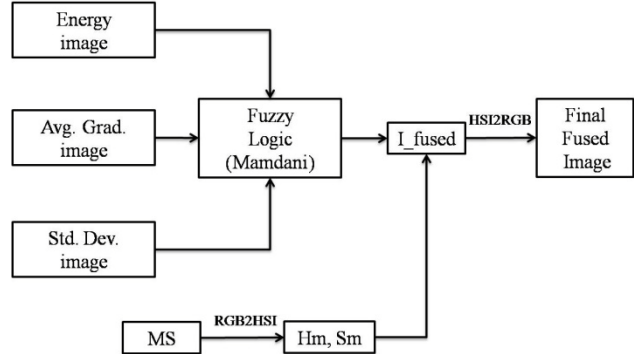 Energy
image
Avg. Grad.
image
Std. Dev.
image
Fuzzy
Logic
(Mamdani)
I_fused
HSI2RGB
Final
Fused
Image
MS
RGB2HSI
Hm, Sm